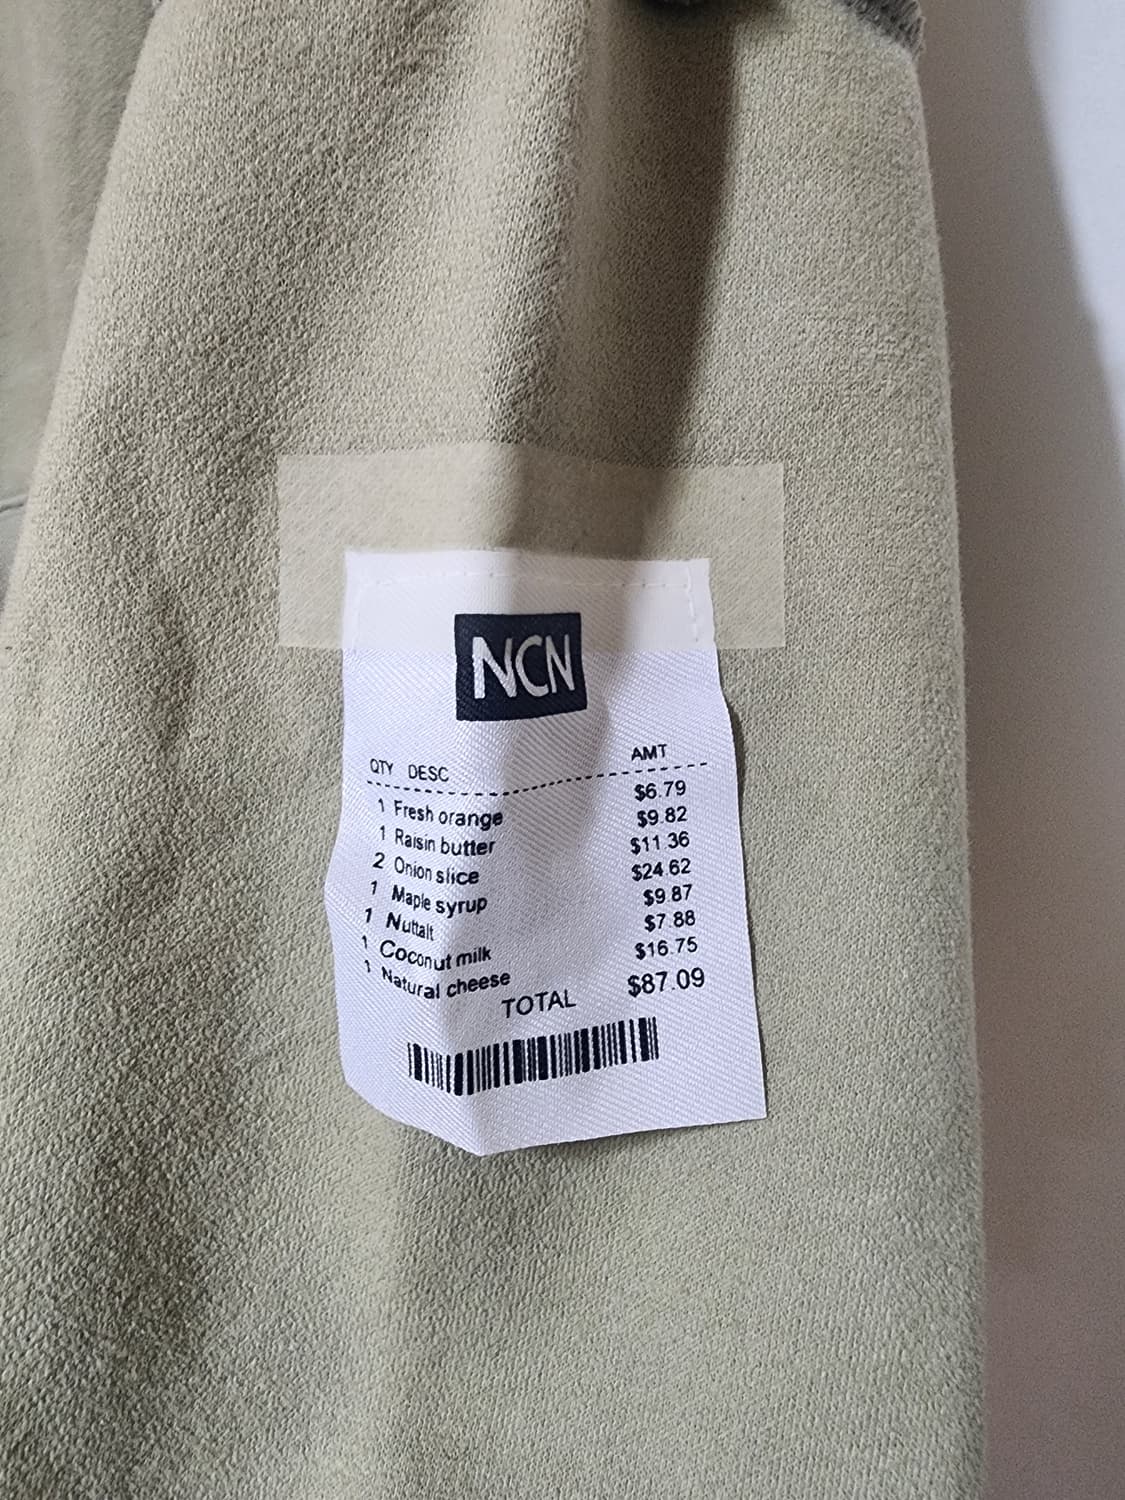 NCN
QTY DESC AMT
1 Fresh orange $6.79
1 Raisin butter $9.82
2 Onion slice $11.36
1 Maple syrup $24.62
1 Nuttalt $9.87
1 Coconut milk $7.88
1 Natural cheese $16.75
TOTAL $87.09